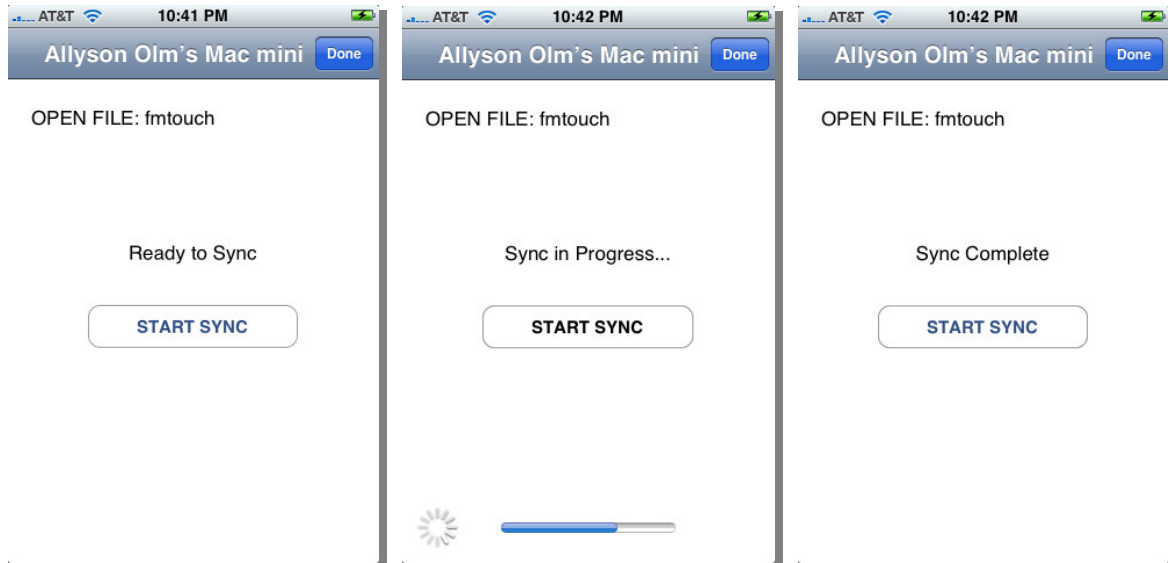 AT&T 10:41 PM
Allyson Olm's Mac mini Done
OPEN FILE: fmtouch
Ready to Sync
START SYNC
AT&T 10:42 PM
Allyson Olm's Mac mini Done
OPEN FILE: fmtouch
Sync in Progress...
START SYNC
AT&T 10:42 PM
Allyson Olm's Mac mini Done
OPEN FILE: fmtouch
Sync Complete
START SYNC